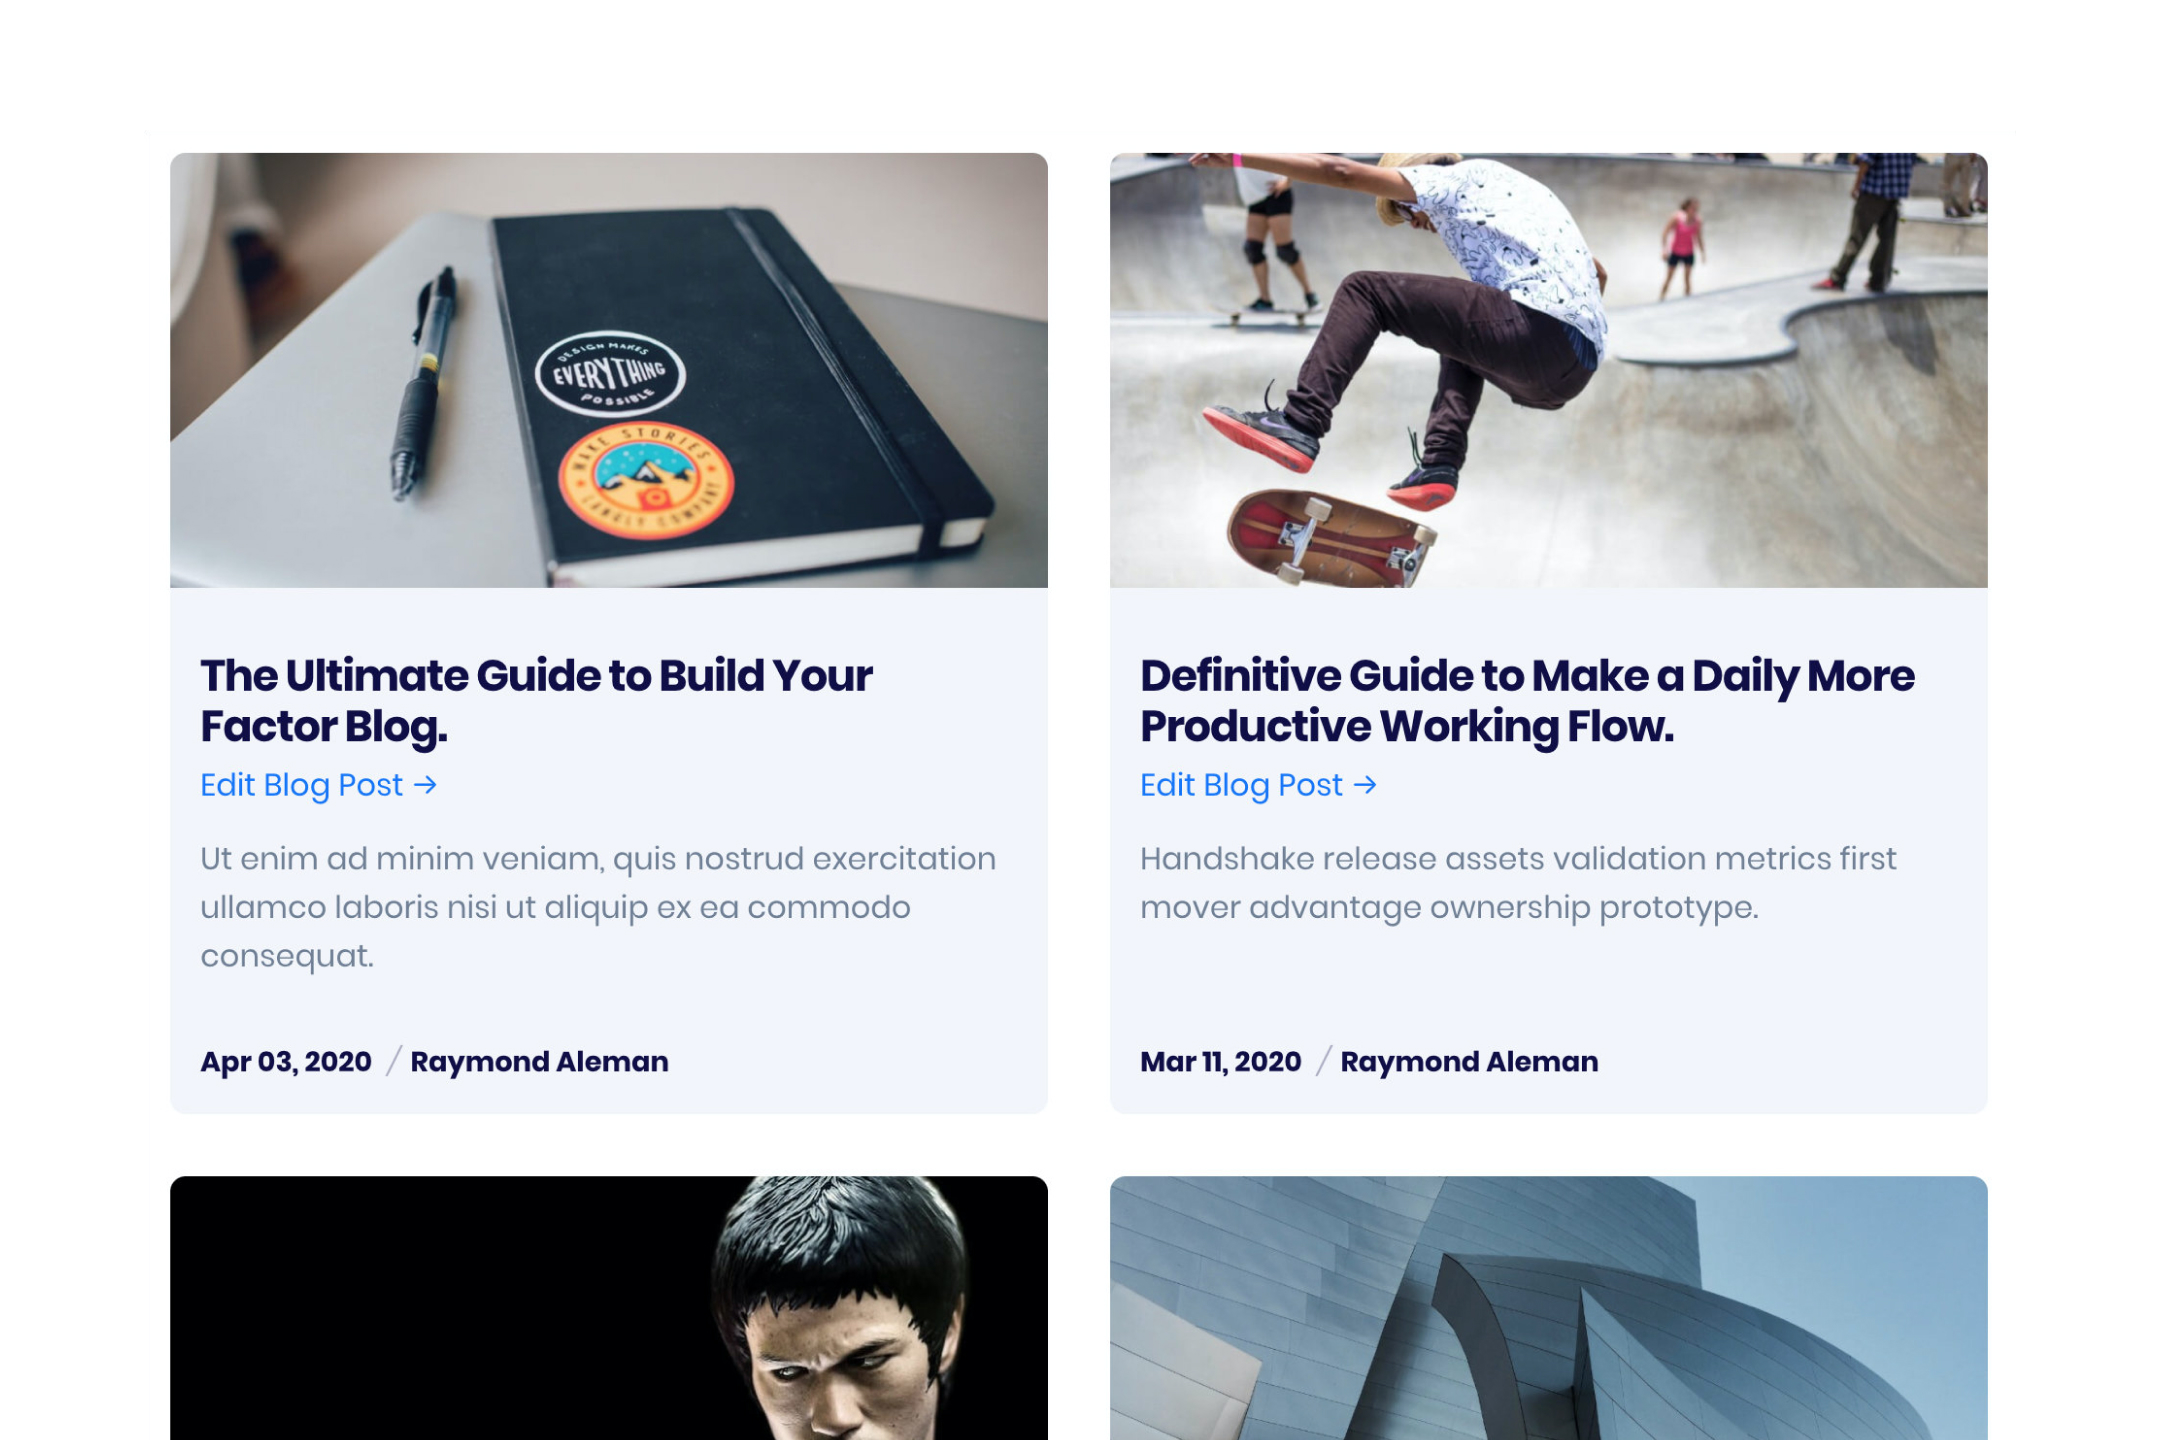 DESIGN MAKES
EVERYTHING
POSSIBLE
MAKE STORIES
LANGLY COMPANY
The Ultimate Guide to Build Your
Factor Blog.
Edit Blog Post →
Ut enim ad minim veniam, quis nostrud exercitation
ullamco laboris nisi ut aliquip ex ea commodo
consequat.
Apr 03, 2020 / Raymond Aleman
Definitive Guide to Make a Daily More
Productive Working Flow.
Edit Blog Post →
Handshake release assets validation metrics first
mover advantage ownership prototype.
Mar 11, 2020 / Raymond Aleman